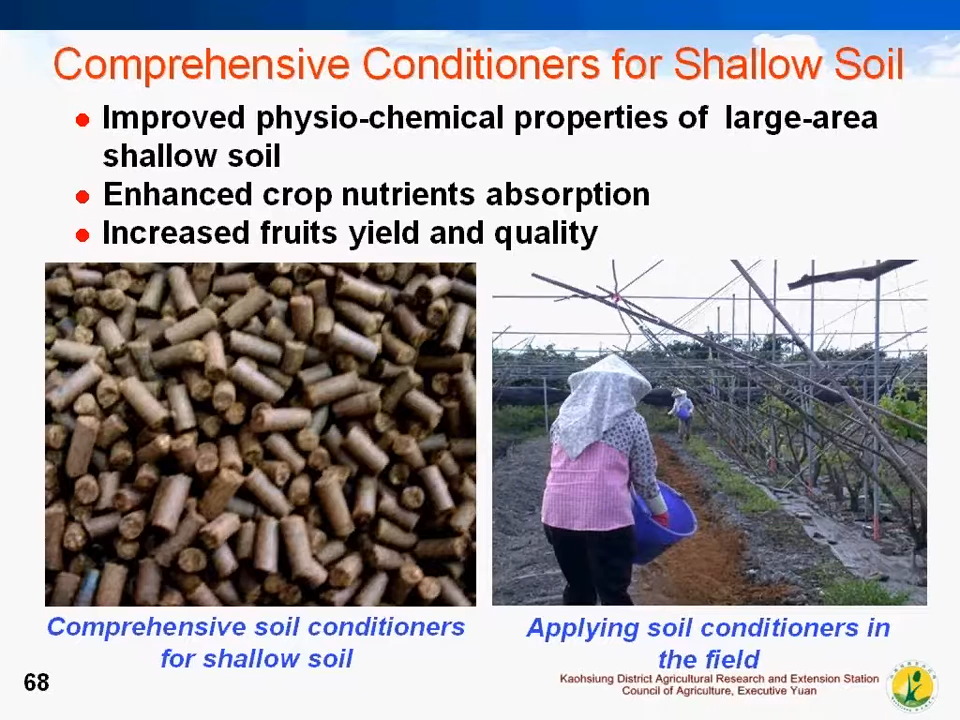 Comprehensive Conditioners for Shallow Soil
● Improved physio-chemical properties of large-area
shallow soil
● Enhanced crop nutrients absorption
● Increased fruits yield and quality
Comprehensive soil conditioners
for shallow soil
Applying soil conditioners in
the field
68
Kaohsiung District Agricultural Research and Extension Station
Council of Agriculture, Executive Yuan